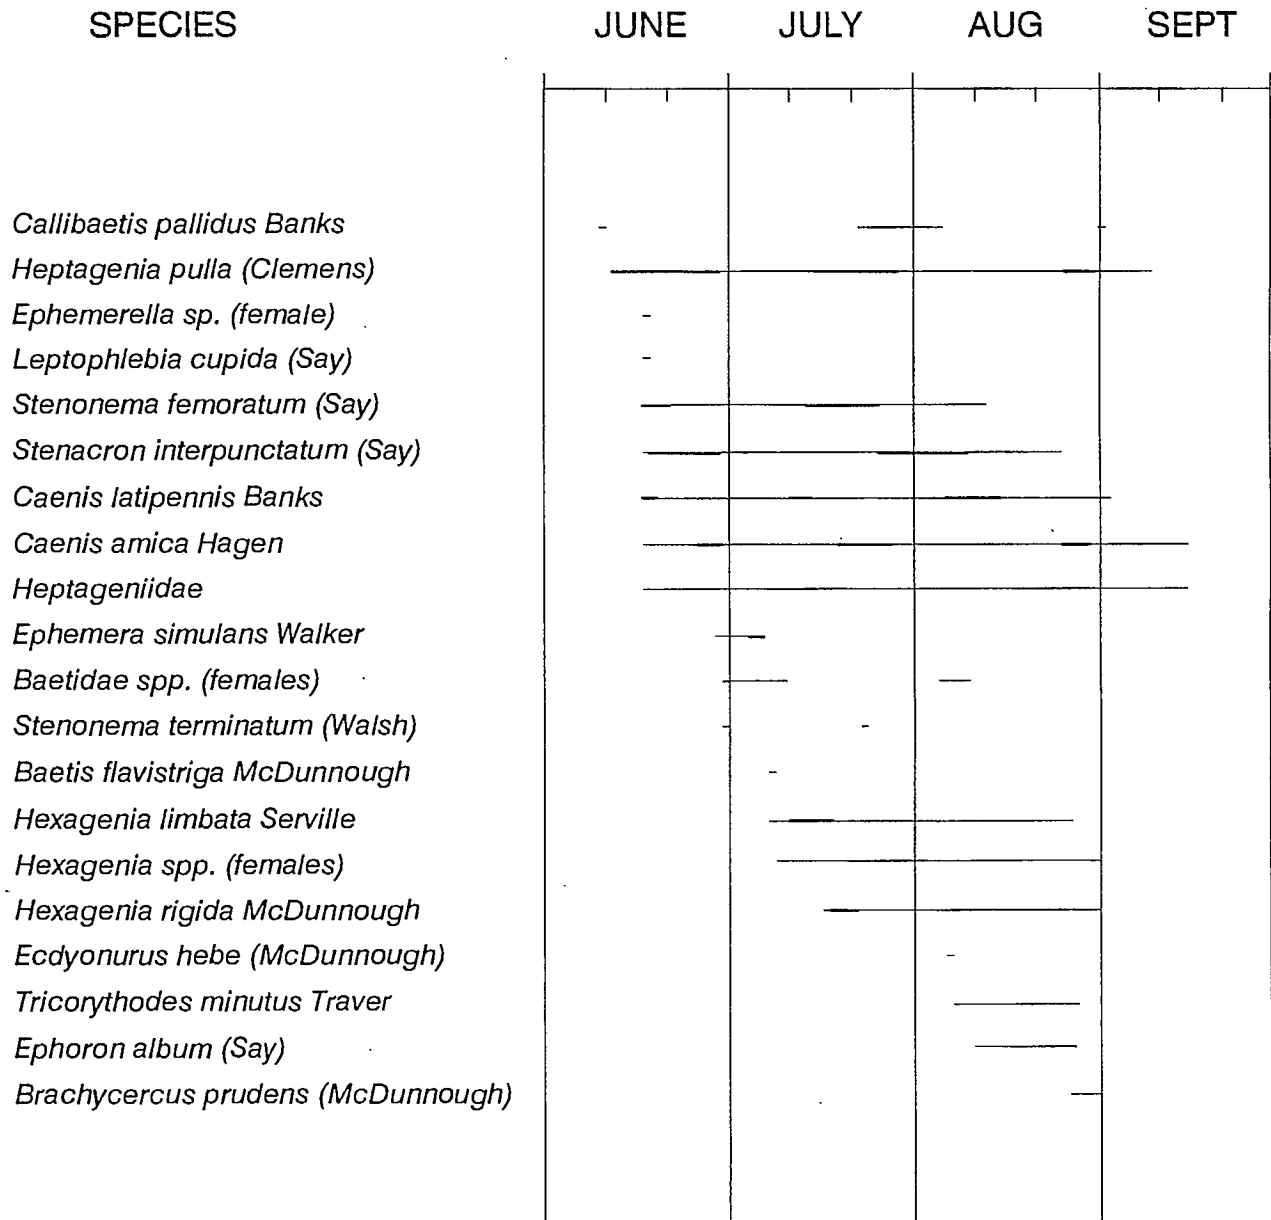 SPECIES JUNE JULY AUG SEPT
Callibaetis pallidus Banks
Heptagenia pulla (Clemens)
Ephemerella sp. (female)
Leptophlebia cupida (Say)
Stenonema femoratum (Say)
Stenacron interpunctatum (Say)
Caenis latipennis Banks
Caenis amica Hagen
Heptageniidae
Ephemera simulans Walker
Baetidae spp. (females)
Stenonema terminatum (Walsh)
Baetis flavistriga McDunnough
Hexagenia limbata Serville
Hexagenia spp. (females)
Hexagenia rigida McDunnough
Ecdyonurus hebe (McDunnough)
Tricorythodes minutus Traver
Ephoron album (Say)
Brachycercus prudens (McDunnough)